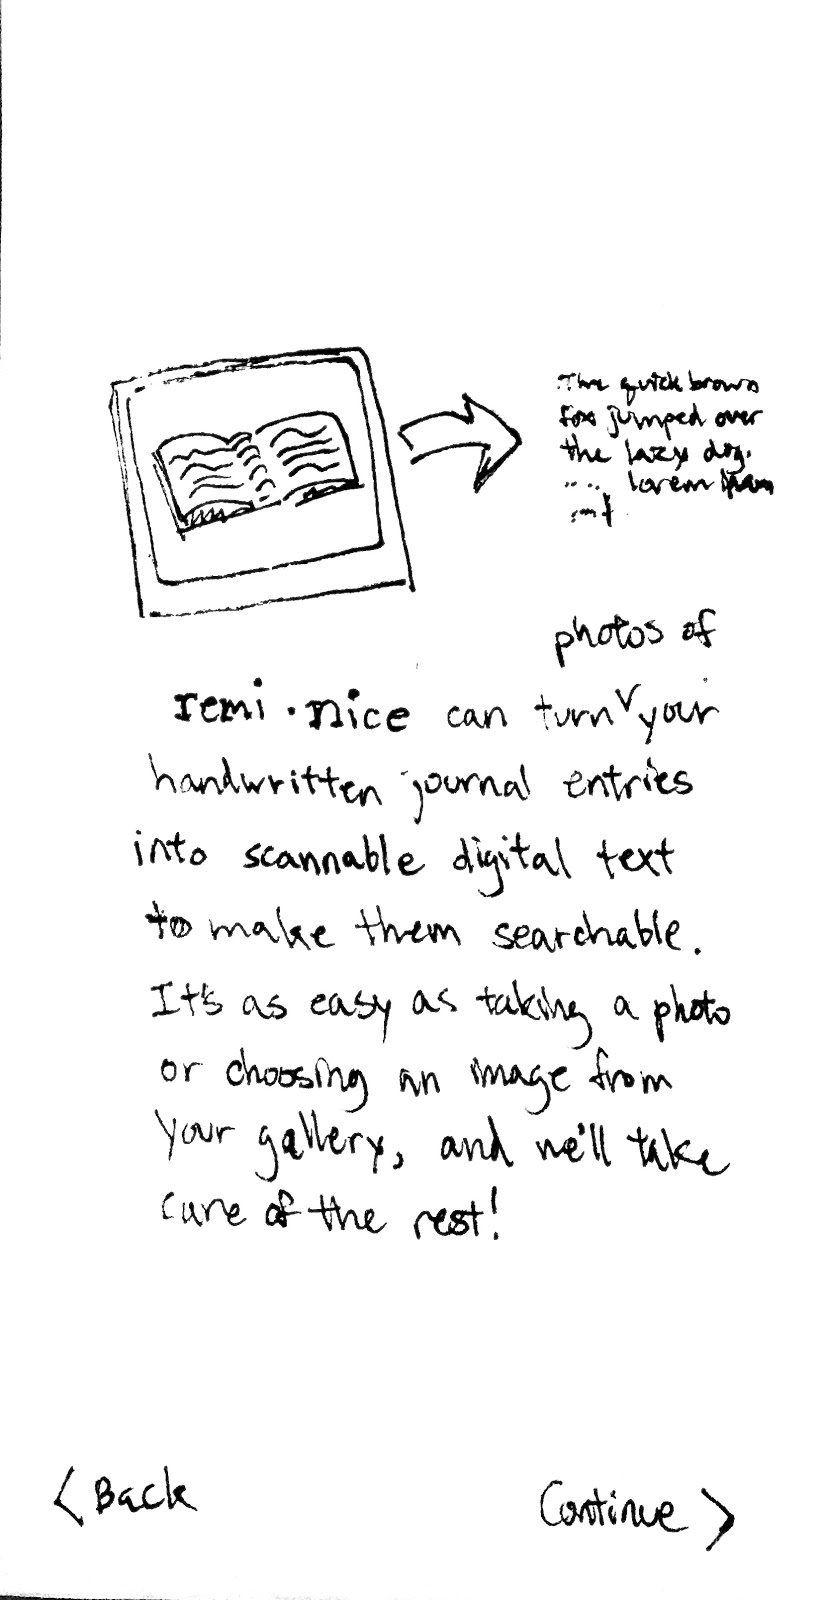 The quick brown
fox jumped over
the lazy dog.
.... lorem ipsum
photos of
remi·nice can turn ˅ your
handwritten journal entries
into scannable digital text
to make them searchable.
It's as easy as taking a photo
or choosing an image from
your gallery, and we'll take
care of the rest!
< Back
Continue >